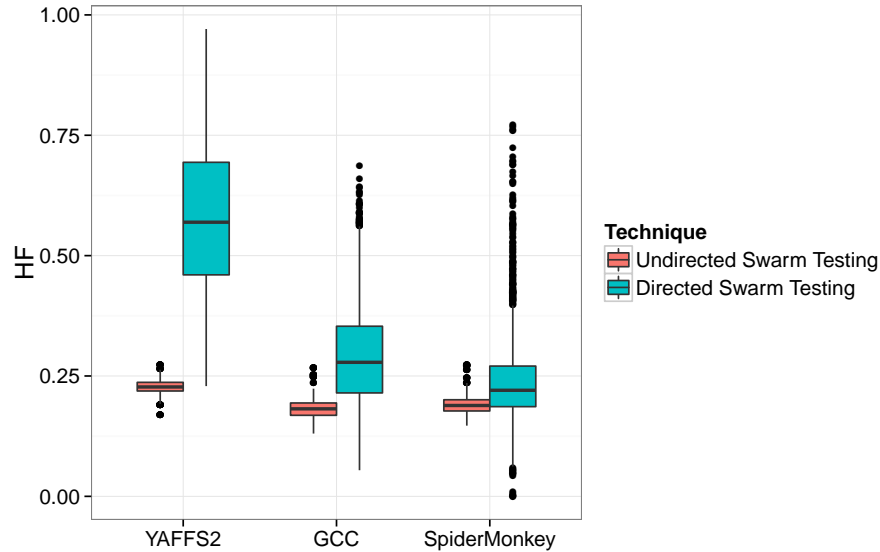 1.00
0.75
0.50
0.25
0.00
HF
YAFFS2
GCC
SpiderMonkey
Technique
Undirected Swarm Testing
Directed Swarm Testing